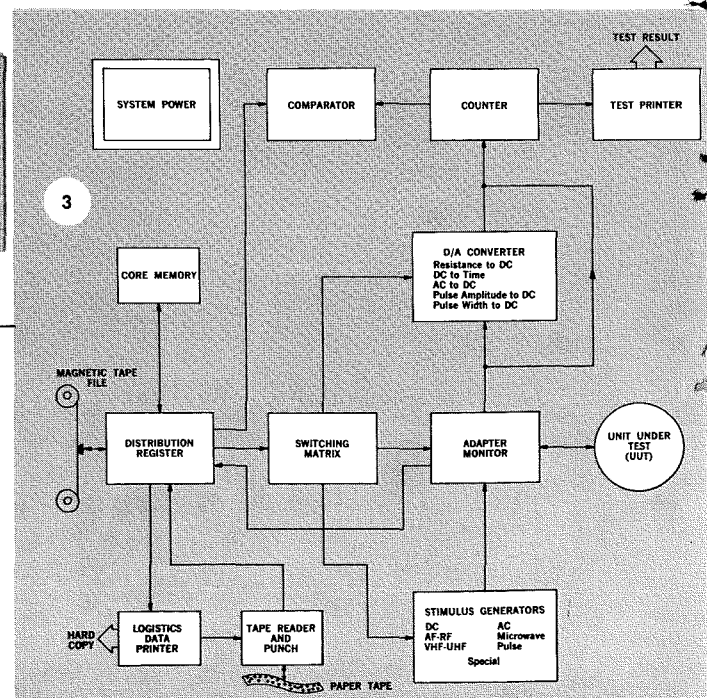 TEST RESULT
SYSTEM POWER
COMPARATOR
COUNTER
TEST PRINTER
3
D/A CONVERTER
Resistance to DC
DC to Time
AC to DC
Pulse Amplitude to DC
Pulse Width to DC
CORE MEMORY
MAGNETIC TAPE
FILE
DISTRIBUTION
REGISTER
SWITCHING
MATRIX
ADAPTER
MONITOR
UNIT UNDER
TEST
(UUT)
STIMULUS GENERATORS
DC AC
AF-RF Microwave
VHF-UHF Pulse
Special
HARD
COPY
LOGISTICS
DATA
PRINTER
TAPE READER
AND
PUNCH
PAPER TAPE